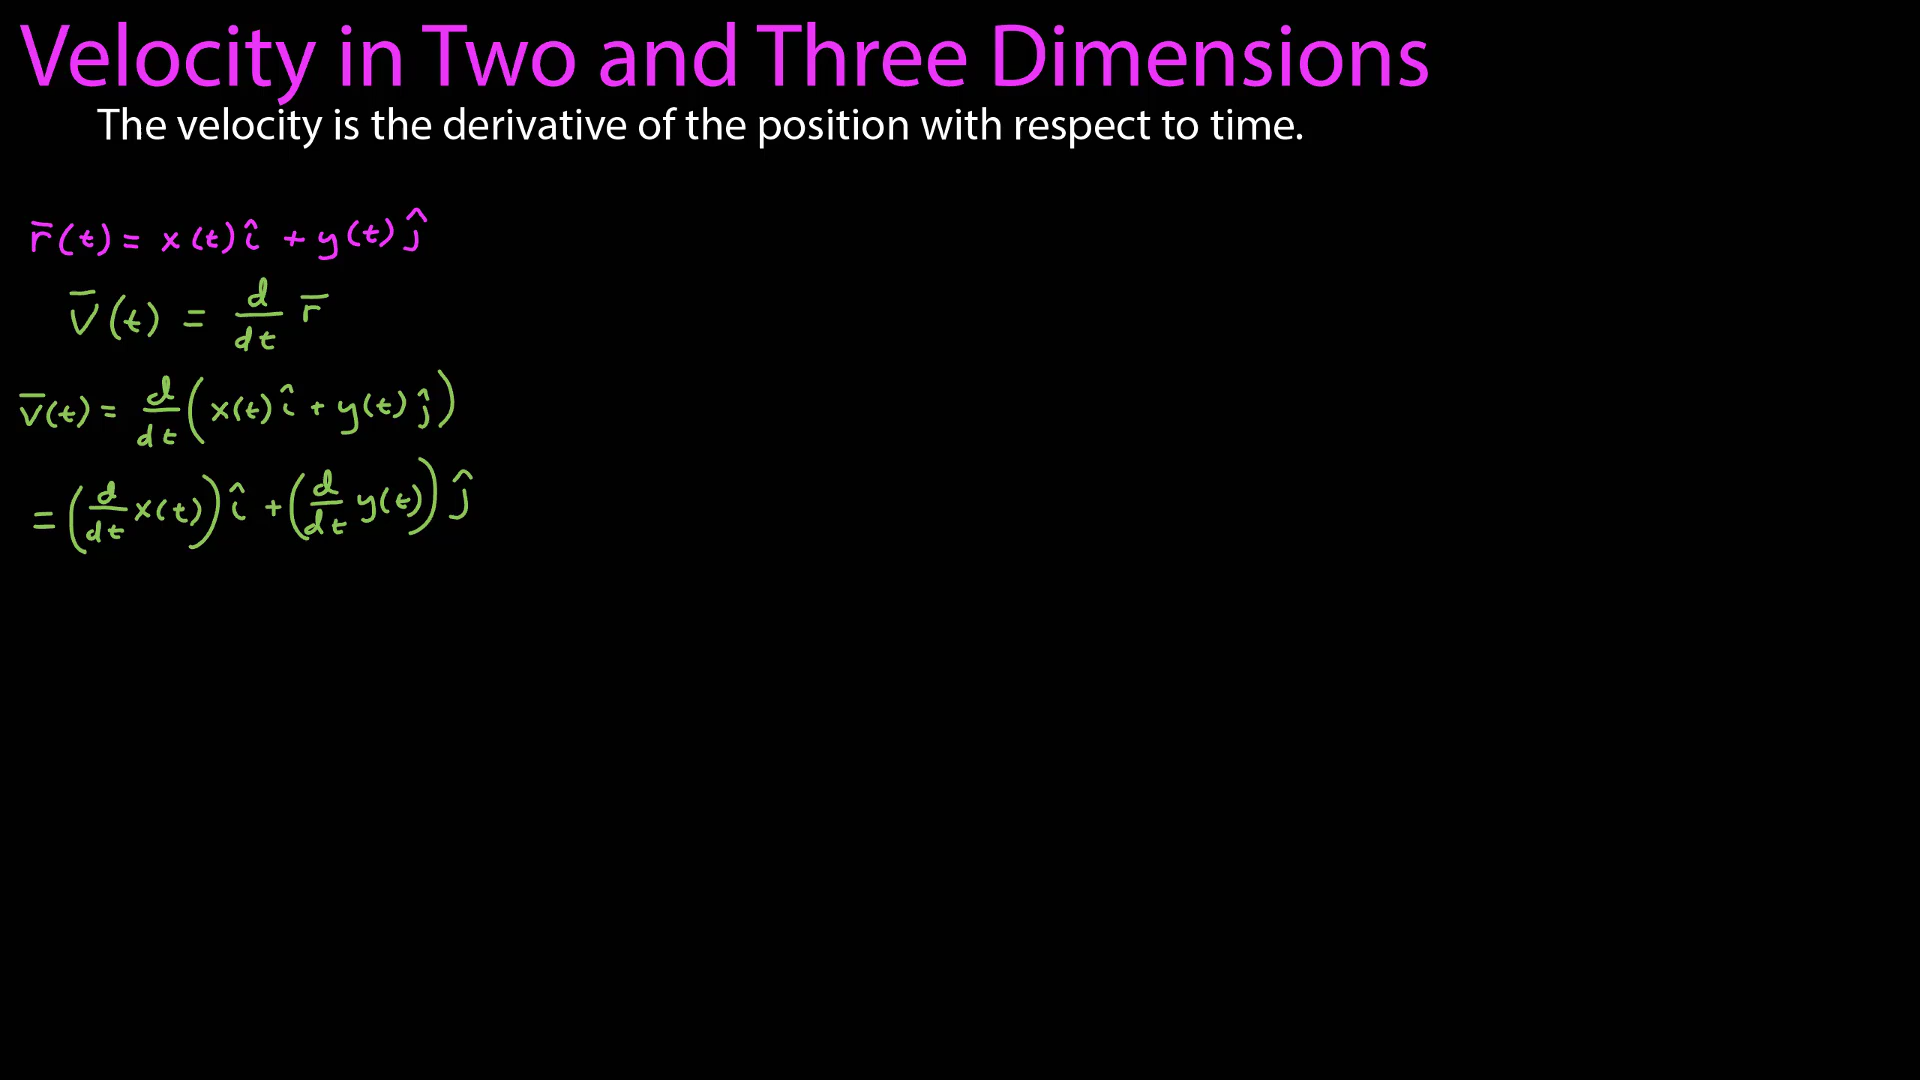 Velocity in Two and Three Dimensions
The velocity is the derivative of the position with respect to time.
r̅(t) = x(t) î + y(t) ĵ
v̅(t) = d/dt r̅
v̅(t) = d/dt (x(t) î + y(t) ĵ)
= (d/dt x(t)) î + (d/dt y(t)) ĵ